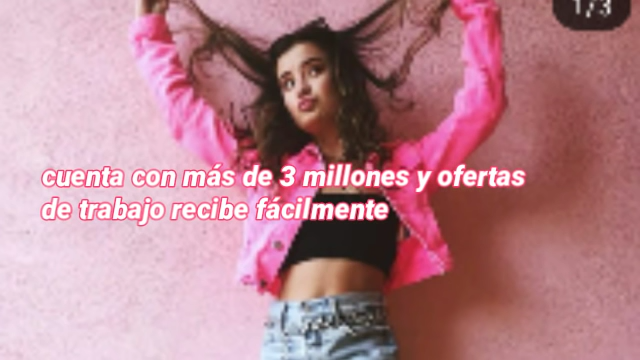 1/3
cuenta con más de 3 millones y ofertas
de trabajo recibe fácilmente